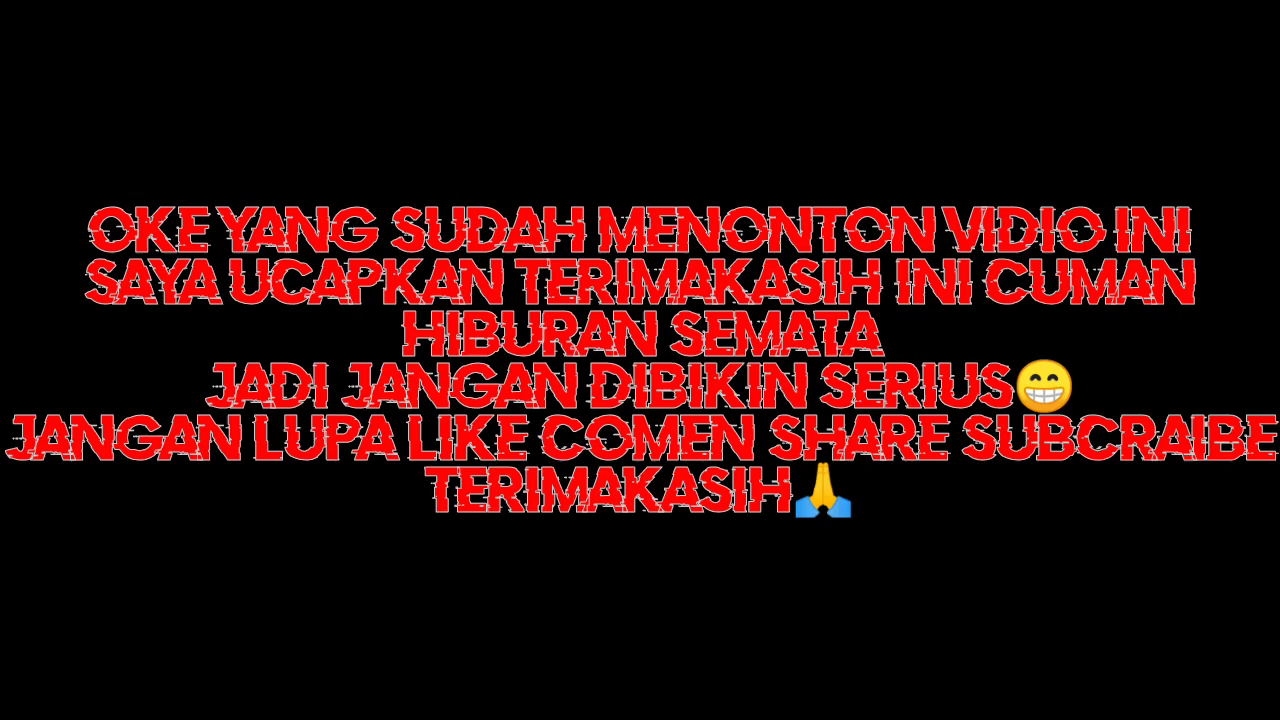 OKE YANG SUDAH MENONTON VIDIO INI
SAYA UCAPKAN TERIMAKASIH INI CUMAN
HIBURAN SEMATA
JADI JANGAN DIBIKIN SERIUS😁
JANGAN LUPA LIKE COMEN SHARE SUBCRAIBE
TERIMAKASIH🙏